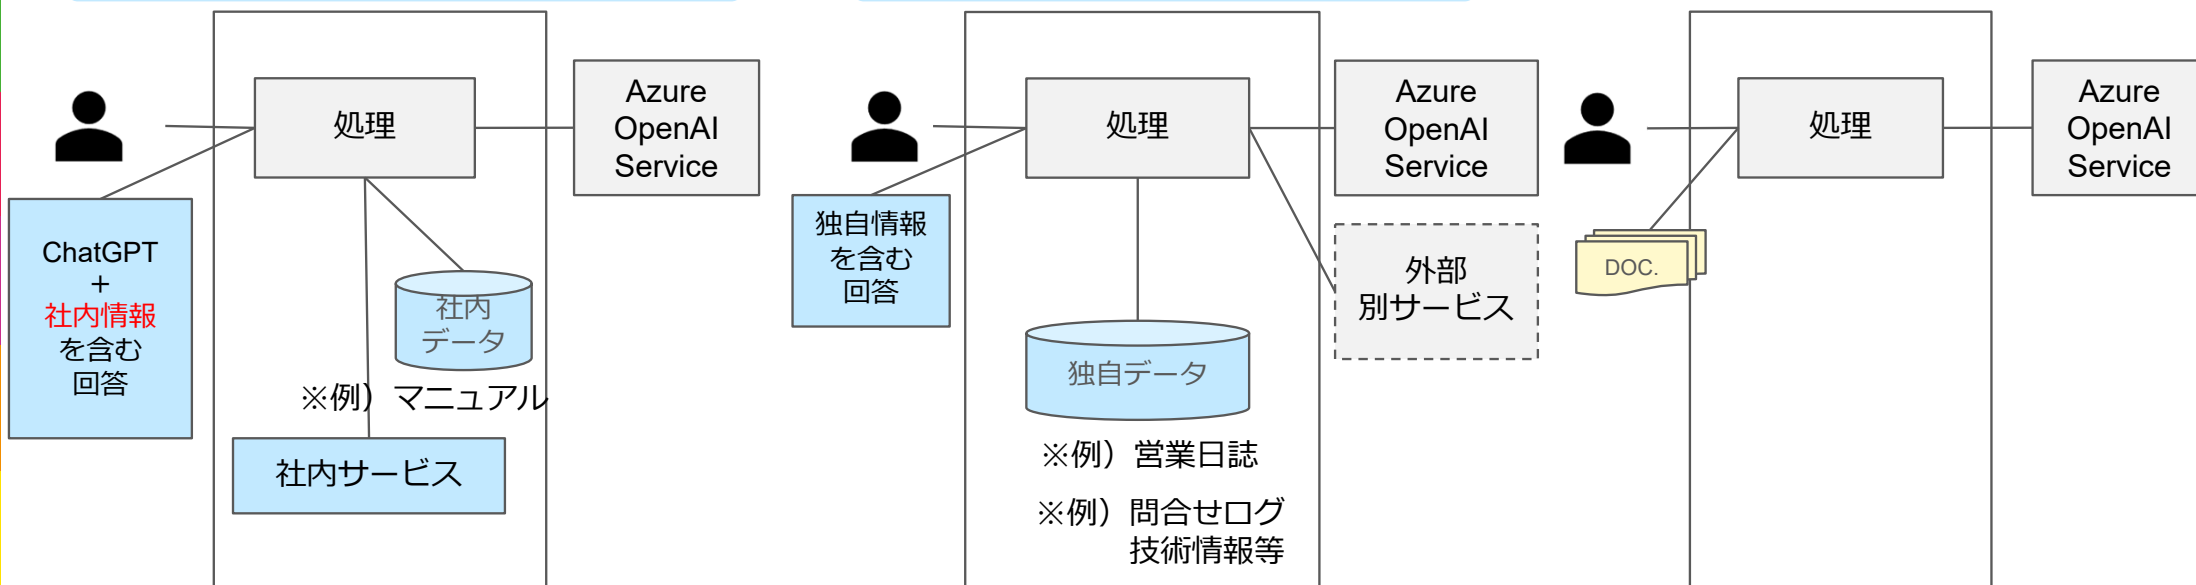 処理
Azure
OpenAI
Service
ChatGPT
+
社内情報
を含む
回答
社内
データ
※例）マニュアル
社内サービス
処理
Azure
OpenAI
Service
独自情報
を含む
回答
外部
別サービス
独自データ
※例）営業日誌
※例）問合せログ
技術情報等
処理
Azure
OpenAI
Service
DOC.